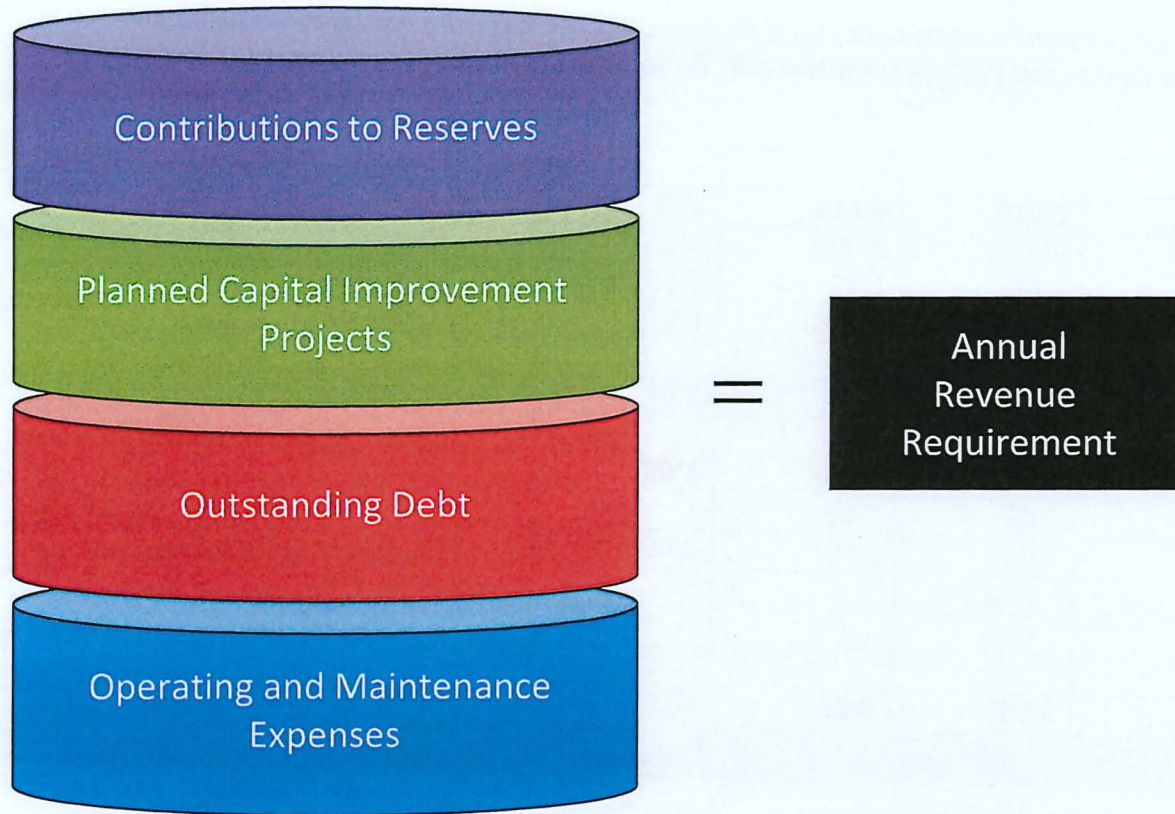 Contributions to Reserves
Planned Capital Improvement
Projects
Outstanding Debt
Operating and Maintenance
Expenses
=
Annual
Revenue
Requirement